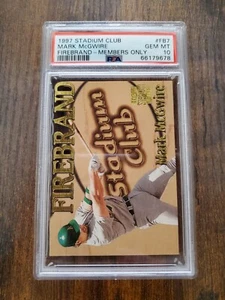 1997 STADIUM CLUB #FB7
MARK McGWIRE GEM MT
FIREBRAND-MEMBERS ONLY 10
PSA 66179678
FIREBRAND
Stadium
Club
Mark McGwire